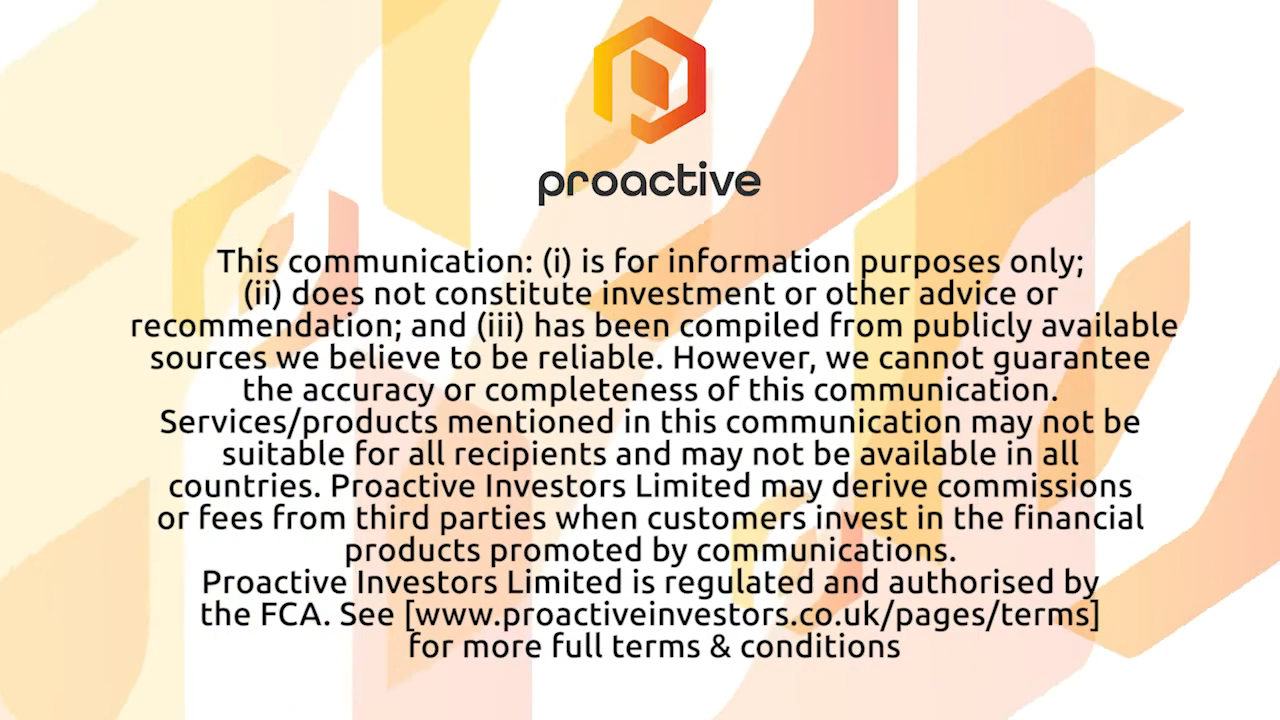 proactive
This communication: (i) is for information purposes only;
(ii) does not constitute investment or other advice or
recommendation; and (iii) has been compiled from publicly available
sources we believe to be reliable. However, we cannot guarantee
the accuracy or completeness of this communication.
Services/products mentioned in this communication may not be
suitable for all recipients and may not be available in all
countries. Proactive Investors Limited may derive commissions
or fees from third parties when customers invest in the financial
products promoted by communications.
Proactive Investors Limited is regulated and authorised by
the FCA. See [www.proactiveinvestors.co.uk/pages/terms]
for more full terms & conditions